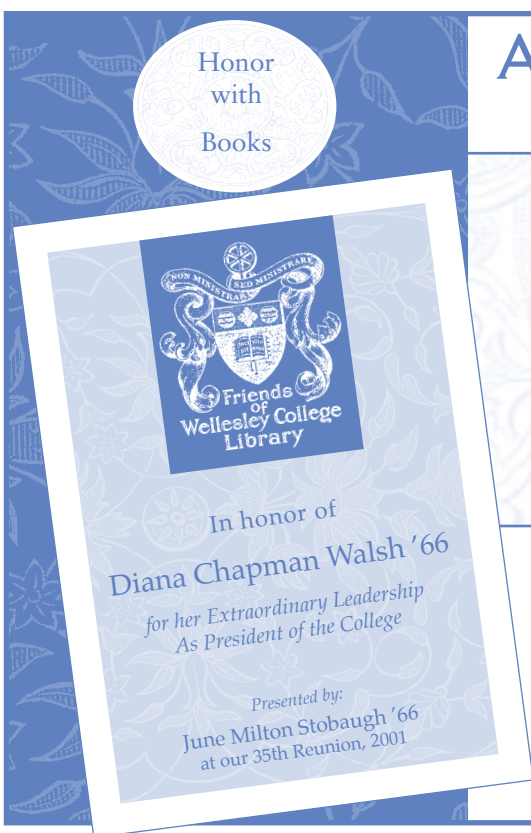 Honor
with
Books
A
NON MINISTRARI SED MINISTRARE
Friends
of
Wellesley College
Library
In honor of
Diana Chapman Walsh ’66
for her Extraordinary Leadership
As President of the College
Presented by:
June Milton Stobaugh ’66
at our 35th Reunion, 2001